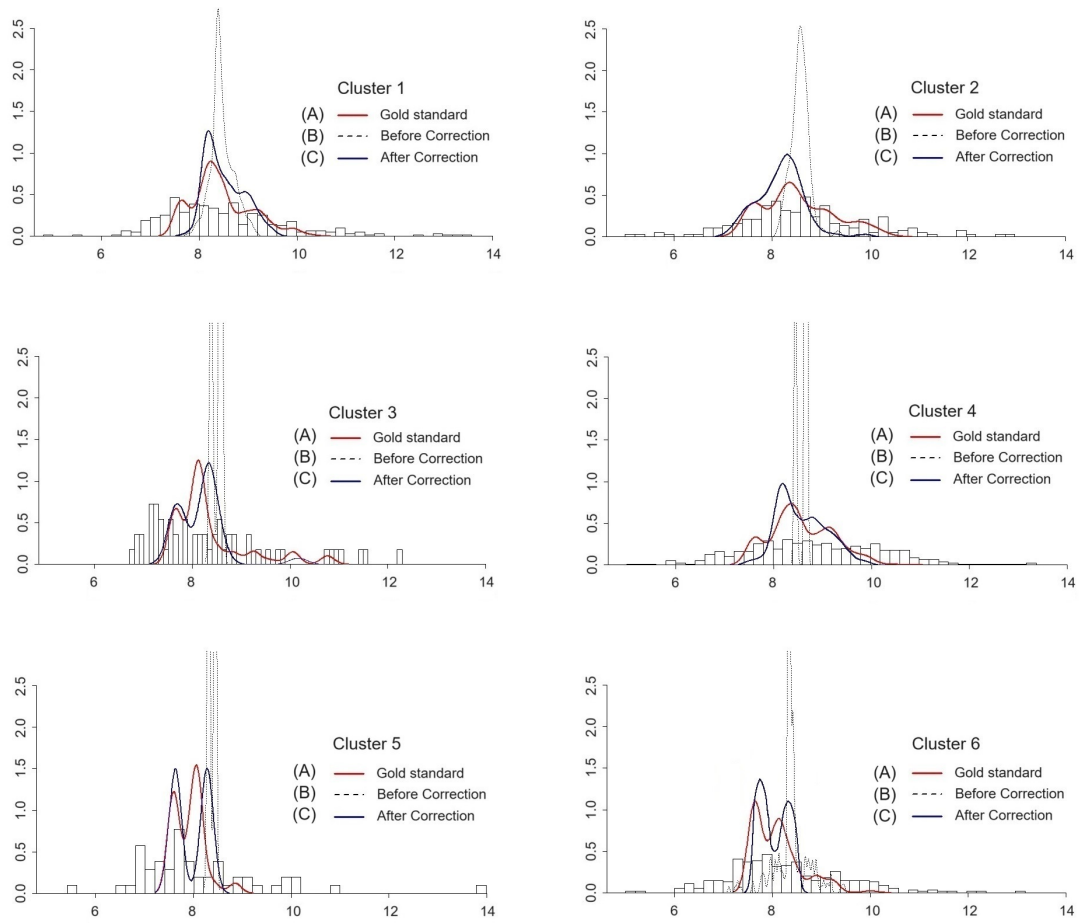 Cluster 1
(A) Gold standard
(B) Before Correction
(C) After Correction
0.0 0.5 1.0 1.5 2.0 2.5
6 8 10 12 14
Cluster 2
(A) Gold standard
(B) Before Correction
(C) After Correction
0.0 0.5 1.0 1.5 2.0 2.5
6 8 10 12 14
Cluster 3
(A) Gold standard
(B) Before Correction
(C) After Correction
0.0 0.5 1.0 1.5 2.0 2.5
6 8 10 12 14
Cluster 4
(A) Gold standard
(B) Before Correction
(C) After Correction
0.0 0.5 1.0 1.5 2.0 2.5
6 8 10 12 14
Cluster 5
(A) Gold standard
(B) Before Correction
(C) After Correction
0.0 0.5 1.0 1.5 2.0 2.5
6 8 10 12 14
Cluster 6
(A) Gold standard
(B) Before Correction
(C) After Correction
0.0 0.5 1.0 1.5 2.0 2.5
6 8 10 12 14